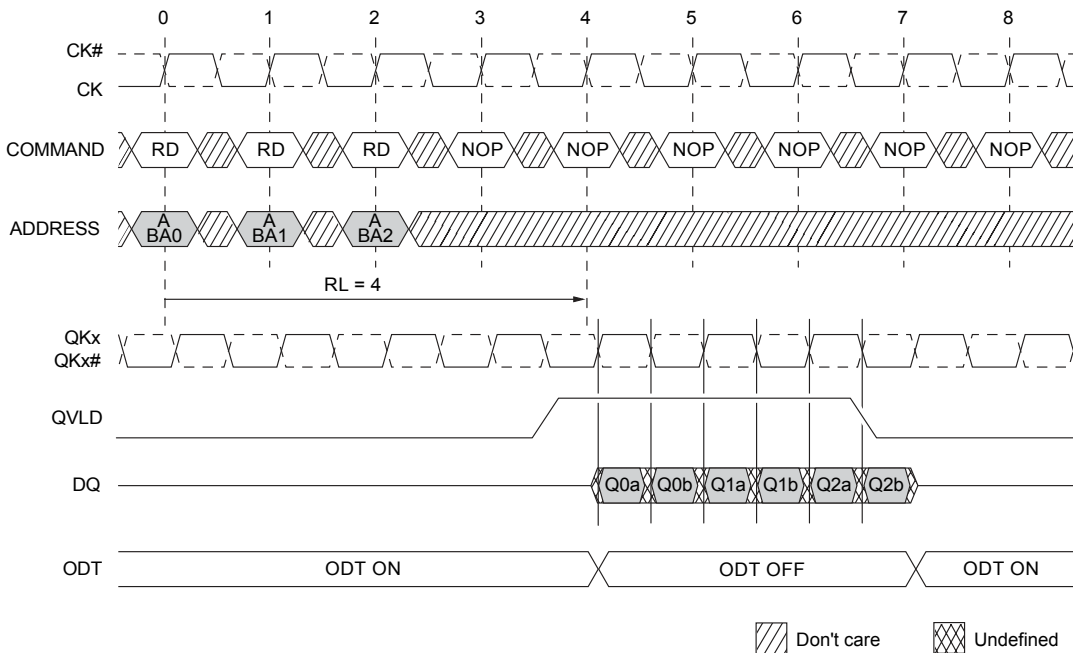 0 1 2 3 4 5 6 7 8
CK#
CK
COMMAND RD RD RD NOP NOP NOP NOP NOP NOP
ADDRESS A BA0 A BA1 A BA2
RL = 4
QKx
QKx#
QVLD
DQ Q0a Q0b Q1a Q1b Q2a Q2b
ODT ODT ON ODT OFF ODT ON
Don't care Undefined